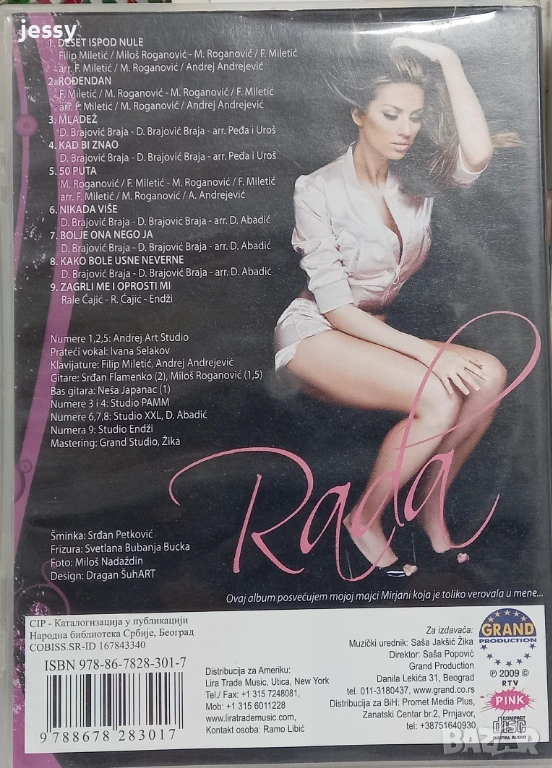 jessy
1. DESET ISPOD NULE
Filip Miletić / Miloš Roganović - M. Roganović / F. Miletić
arr. F. Miletić / M. Roganović / Andrej Andrejević
2. ROĐENDAN
F. Miletić / M. Roganović - M. Roganović / F. Miletić
arr. F. Miletić / M. Roganović / Andrej Andrejević
3. MLADEŽ
D. Brajović Braja - D. Brajović Braja - arr. Peđa i Uroš
4. KAD BI ZNAO
D. Brajović Braja - D. Brajović Braja - arr. Peđa i Uroš
5. 50 PUTA
M. Roganović / F. Miletić - M. Roganović / F. Miletić
arr. F. Miletić / M. Roganović / A. Andrejević
6. NIKADA VIŠE
D. Brajović Braja - D. Brajović Braja - arr. D. Abadić
7. BOLJE ONA NEGO JA
D. Brajović Braja - D. Brajović Braja - arr. D. Abadić
8. KAKO BOLE USNE NEVERNE
D. Brajović Braja - D. Brajović Braja - arr. D. Abadić
9. ZAGRLI ME I OPROSTI MI
Rale Ćajić - R. Ćajić - Endži
Numere 1,2,5: Andrej Art Studio
Prateći vokal: Ivana Selakov
Klavijature: Filip Miletić, Andrej Andrejević
Gitare: Srđan Flamenko (2), Miloš Roganović (1,5)
Bas gitara: Neša Japanac (1)
Numere 3 i 4: Studio PAMM
Numere 6,7,8: Studio XXL, D. Abadić
Numera 9: Studio Endži
Mastering: Grand Studio, Žika
Rada
Šminka: Srđan Petković
Frizura: Svetlana Bubanja Bucka
Foto: Miloš Nadaždin
Design: Dragan ŠuhART
Ovaj album posvećujem mojoj majci Mirjani koja je toliko verovala u mene...
CIP - Каталогизација у публикацији
Народна библиотека Србије, Београд
COBISS.SR-ID 167843340
ISBN 978-86-7828-301-7
9788678283017
Distribucija za Ameriku:
Lira Trade Music, Utica, New York
Tel./Fax: +1 315 7248081,
Mob: +1 315 6011228
www.liratrademusic.com
Kontakt osoba: Ramo Libić
Za izdavača:
Muzički urednik: Saša Jakšić Žika
Direktor: Saša Popović
Grand Production
Danila Lekića 31, Beograd
tel. 011-3180437, www.grand.co.rs
Distribucija za BiH: Promet Media Plus,
Zanatski Centar br.2, Prnjavor,
tel: +38751640930
GRAND
PRODUCTION
℗ 2009 ©
RTV
PINK
COMPACT
disc
DIGITAL AUDIO
bazar